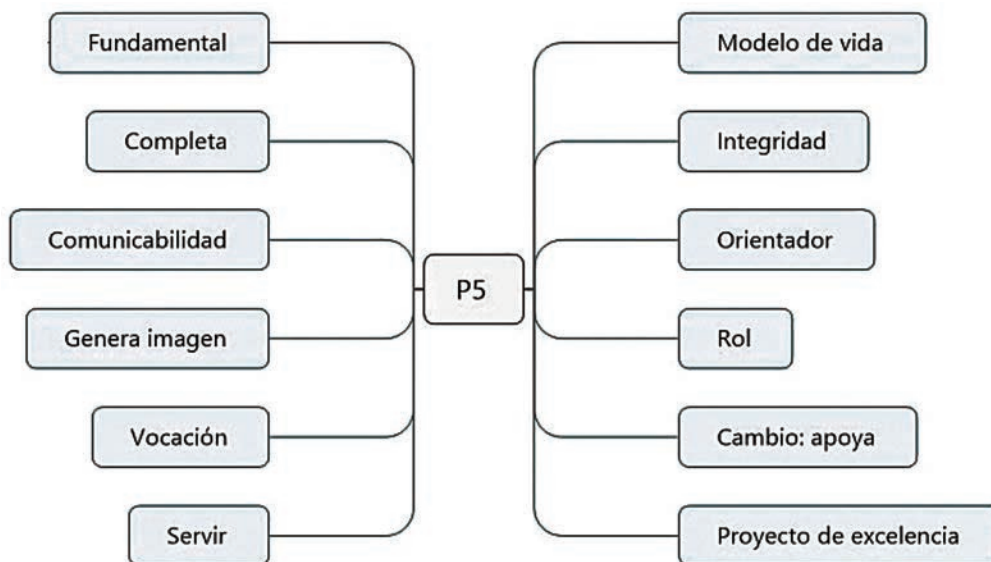 Fundamental
Completa
Comunicabilidad
Genera imagen
Vocación
Servir
P5
Modelo de vida
Integridad
Orientador
Rol
Cambio: apoya
Proyecto de excelencia